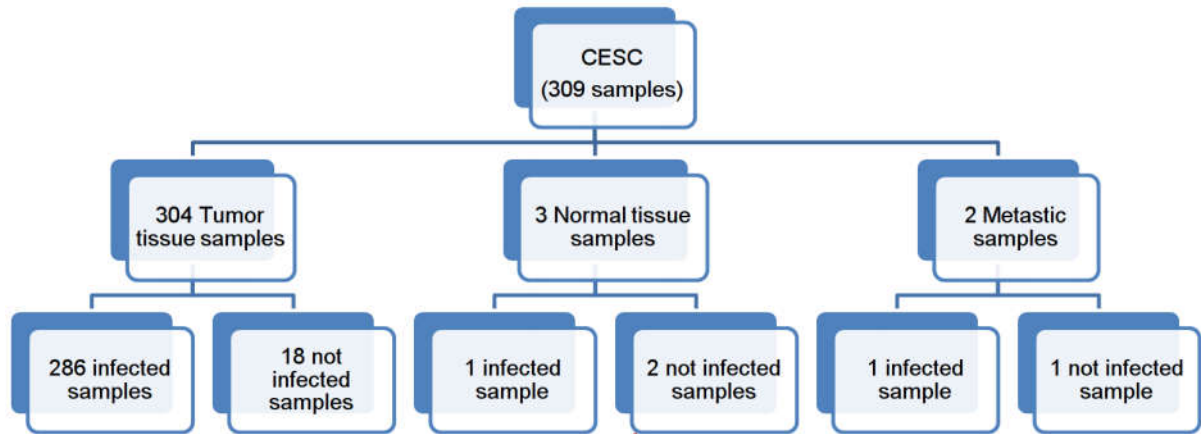 CESC
(309 samples)
304 Tumor
tissue samples
3 Normal tissue
samples
2 Metastic
samples
286 infected
samples
18 not
infected
samples
1 infected
sample
2 not infected
samples
1 infected
sample
1 not infected
sample